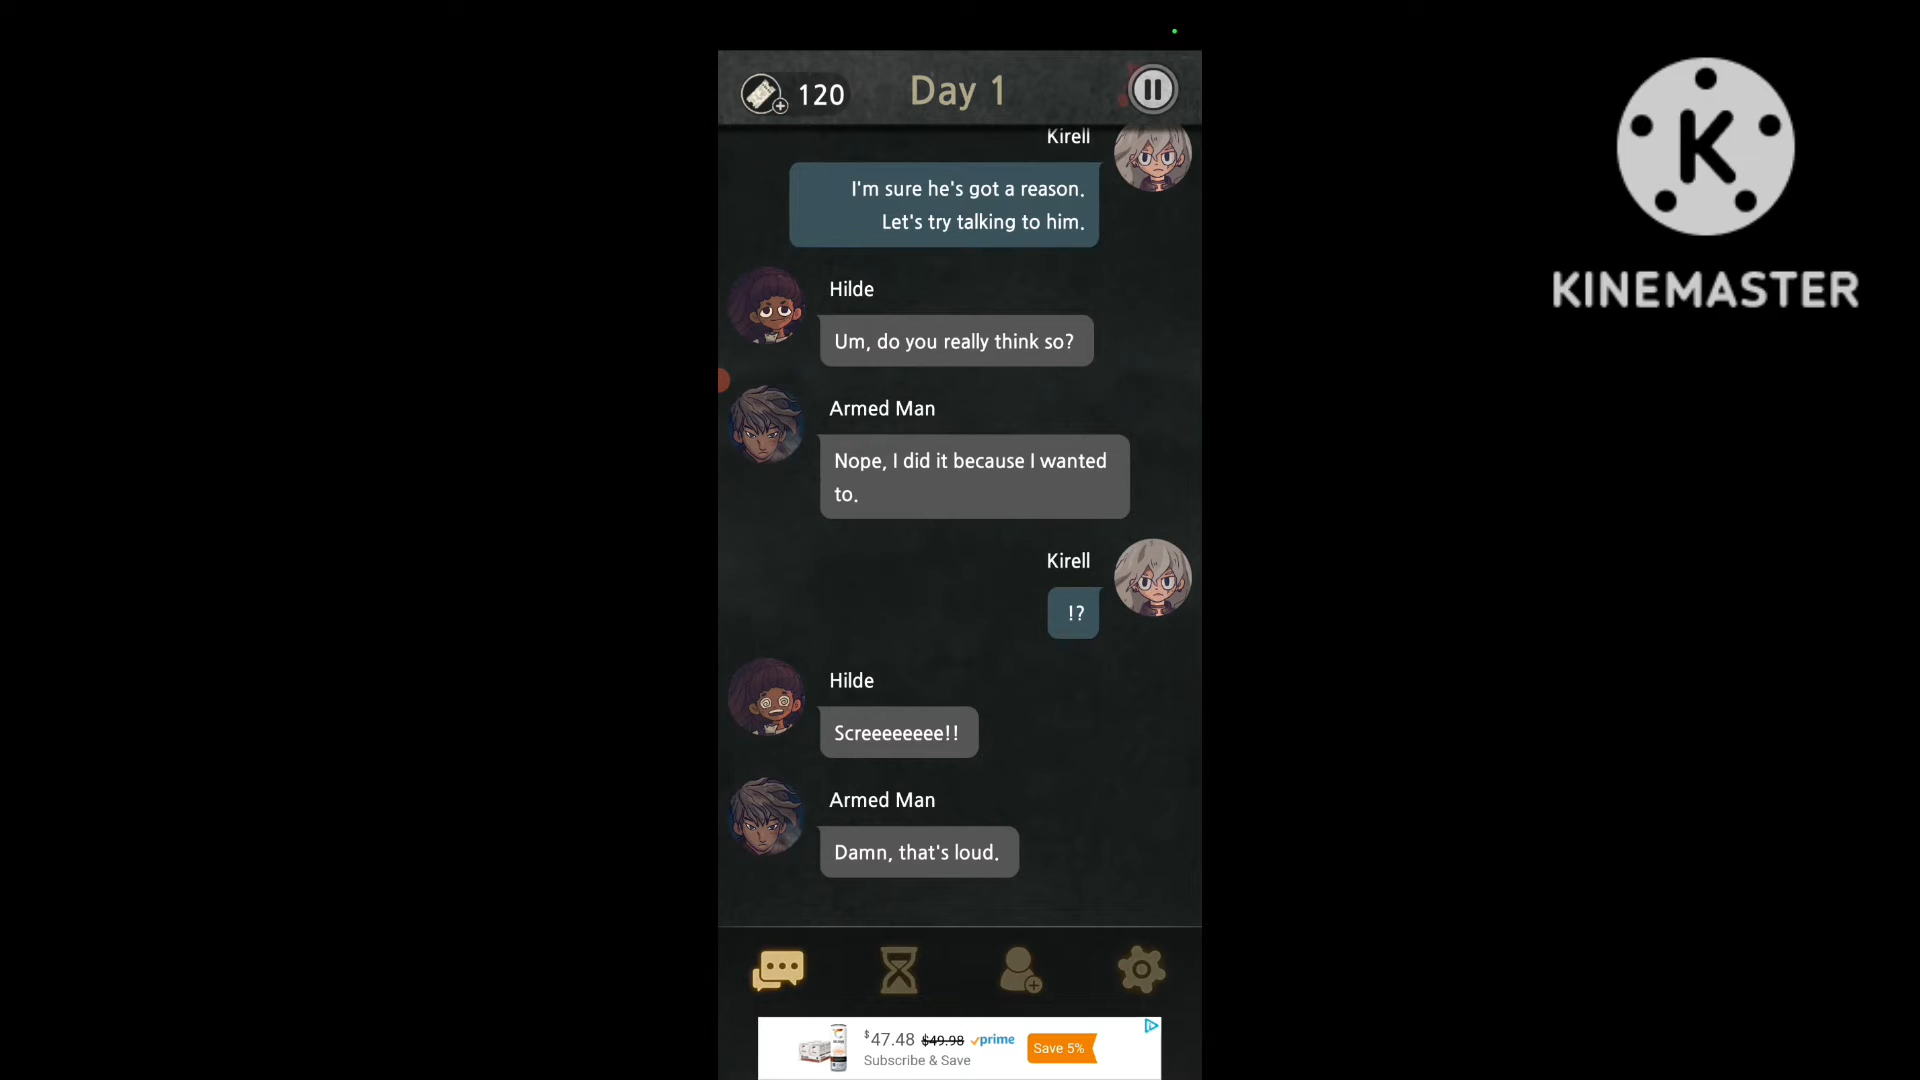 120
Day 1
Kirell
I'm sure he's got a reason.
Let's try talking to him.
Hilde
Um, do you really think so?
Armed Man
Nope, I did it because I wanted
to.
Kirell
!?
Hilde
Screeeeeeee!!
Armed Man
Damn, that's loud.
$47.48 $49.98 prime
Subscribe & Save
Save 5%
K
KINEMASTER